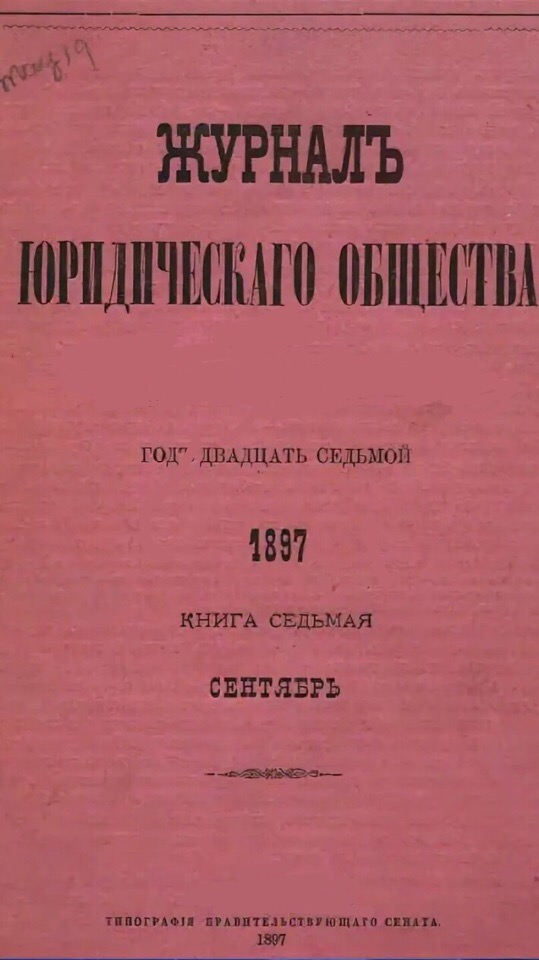 ЖУРНАЛЪ
ЮРИДИЧЕСКАГО ОБЩЕСТВА
ГОДЪ ДВАДЦАТЬ СЕДЬМОЙ
1897
КНИГА СЕДЬМАЯ
СЕНТЯБРЬ
ТИПОГРАФІЯ ПРАВИТЕЛЬСТВУЮЩАГО СЕНАТА.
1897